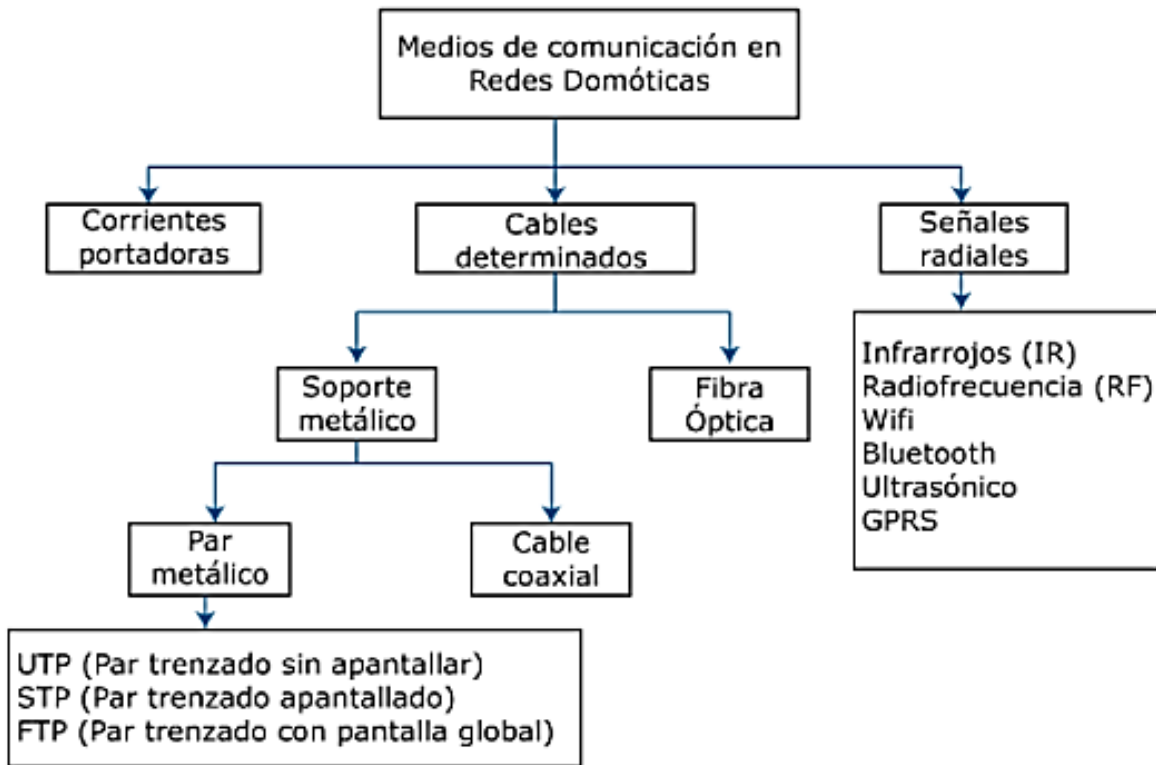 Medios de comunicación en
Redes Domóticas
Corrientes
portadoras
Cables
determinados
Señales
radiales
Soporte
metálico
Fibra
Óptica
Infrarrojos (IR)
Radiofrecuencia (RF)
Wifi
Bluetooth
Ultrasónico
GPRS
Par
metálico
Cable
coaxial
UTP (Par trenzado sin apantallar)
STP (Par trenzado apantallado)
FTP (Par trenzado con pantalla global)